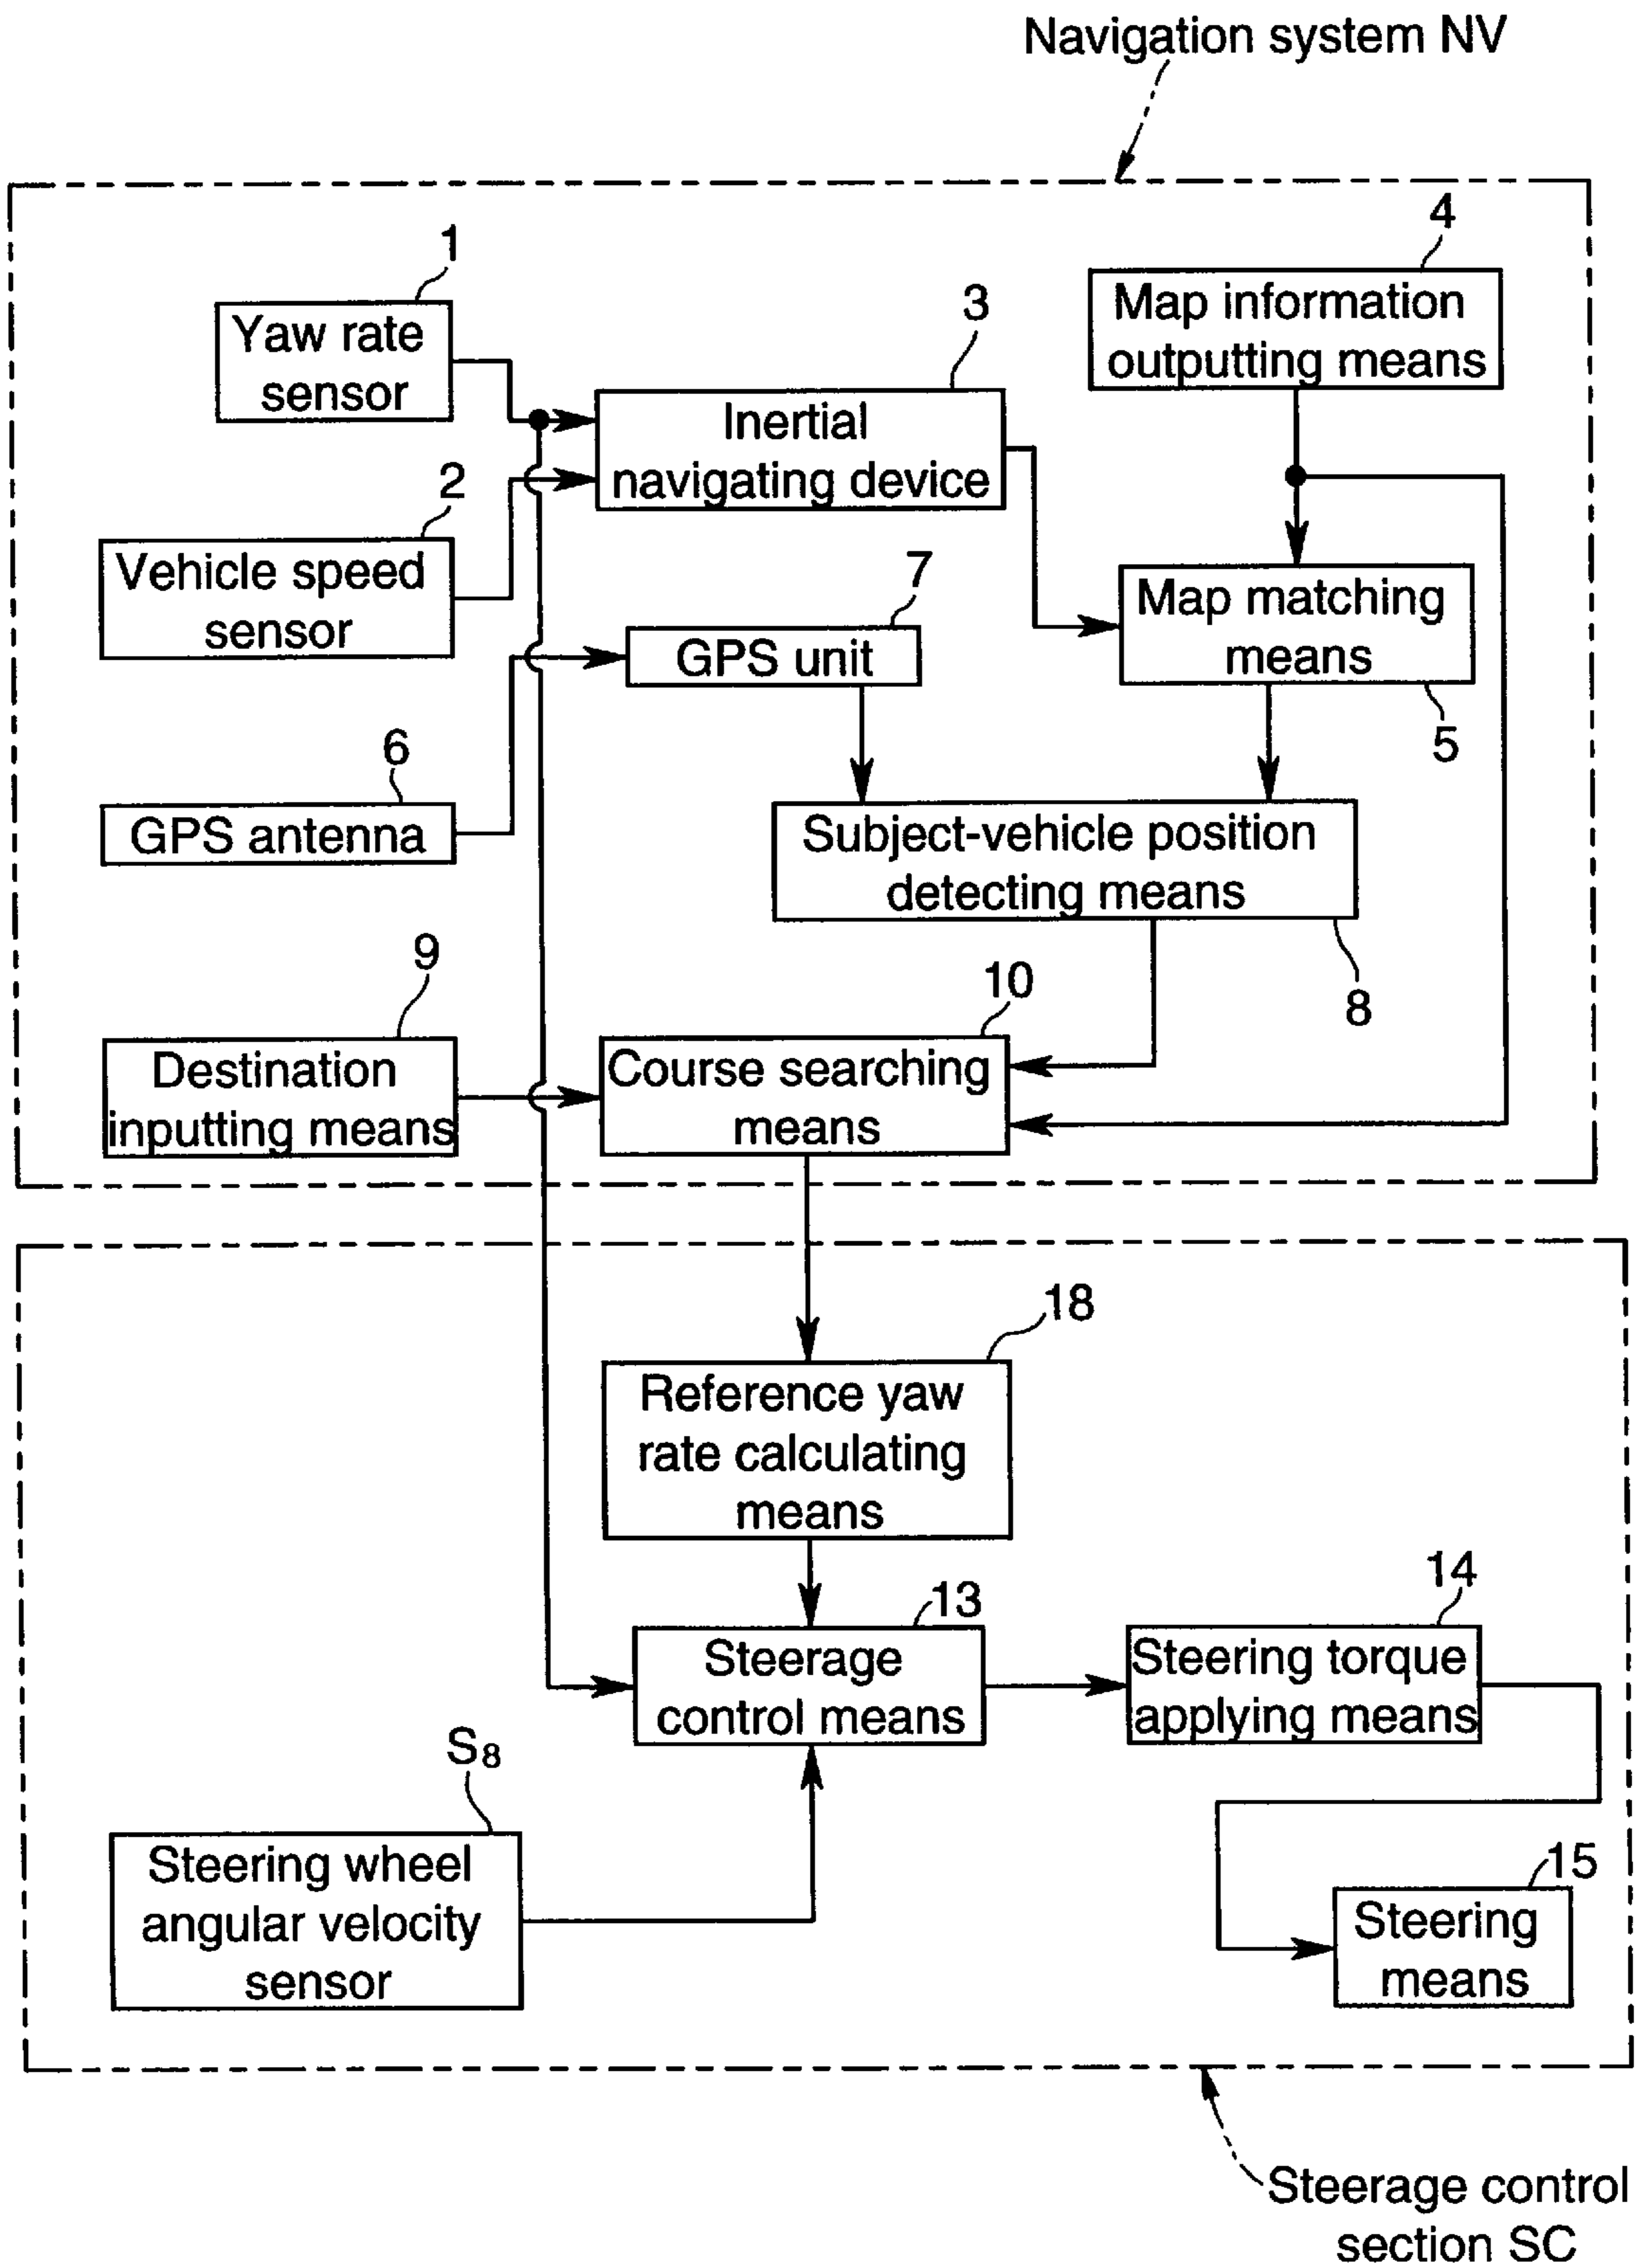 Navigation system NV
1
Yaw rate
sensor
2
Vehicle speed
sensor
3
Inertial
navigating device
4
Map information
outputting means
Map matching
means
5
6
GPS antenna
7
GPS unit
Subject-vehicle position
detecting means
8
9
Destination
inputting means
10
Course searching
means
18
Reference yaw
rate calculating
means
13
Steerage
control means
14
Steering torque
applying means
S8
Steering wheel
angular velocity
sensor
15
Steering
means
Steerage control
section SC